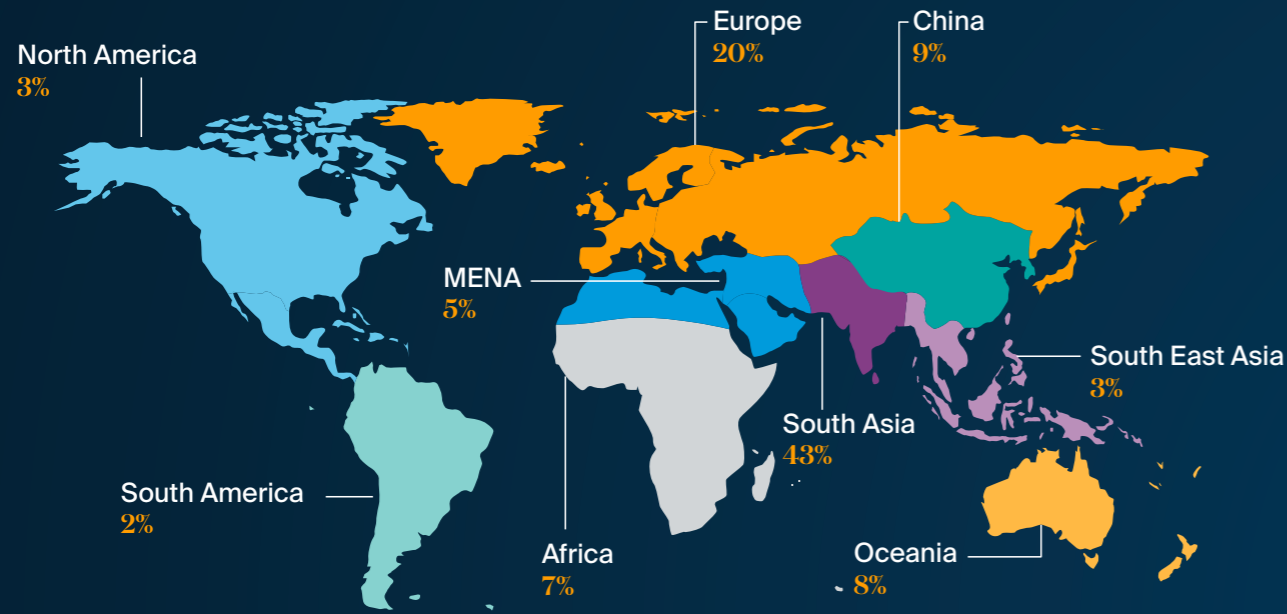 North America
3%
Europe
20%
China
9%
MENA
5%
South East Asia
3%
South Asia
43%
South America
2%
Africa
7%
Oceania
8%